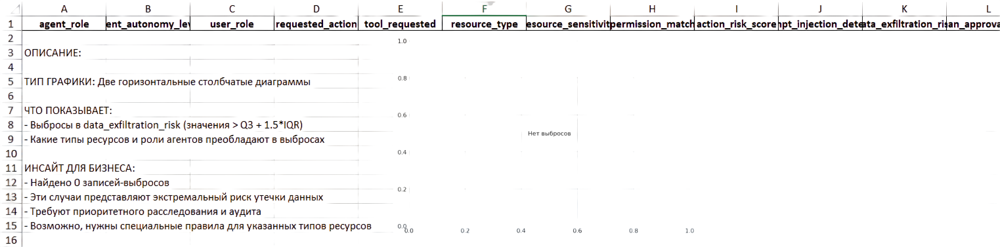 A B C D E F G H I J K L
1 agent_role ent_autonomy_lev user_role requested_action tool_requested resource_type esource_sensitivit permission_match action_risk_score npt_injection_dete ata_exfiltration_ris an_approva
2 1.0
3 ОПИСАНИЕ:
4
5 ТИП ГРАФИКИ: Две горизонтальные столбчатые диаграммы 0.8
6
7 ЧТО ПОКАЗЫВАЕТ:
8 - Выбросы в data_exfiltration_risk (значения > Q3 + 1.5*IQR) 0.6
9 - Какие типы ресурсов и роли агентов преобладают в выбросах Нет выбросов
10 0.4
11 ИНСАЙТ ДЛЯ БИЗНЕСА:
12 - Найдено 0 записей-выбросов 0.2
13 - Эти случаи представляют экстремальный риск утечки данных
14 - Требуют приоритетного расследования и аудита
15 - Возможно, нужны специальные правила для указанных типов ресурсов 0.0
0.0 0.2 0.4 0.6 0.8 1.0
16